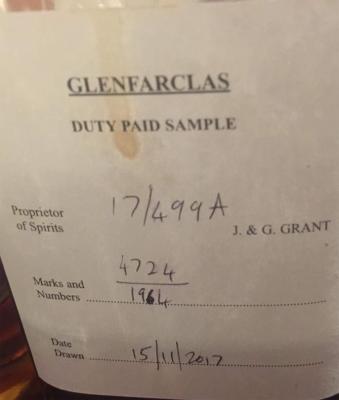 GLENFARCLAS
DUTY PAID SAMPLE
Proprietor of Spirits 17/499A J. & G. GRANT
4724
Marks and Numbers 1964
Date Drawn 15/11/2017